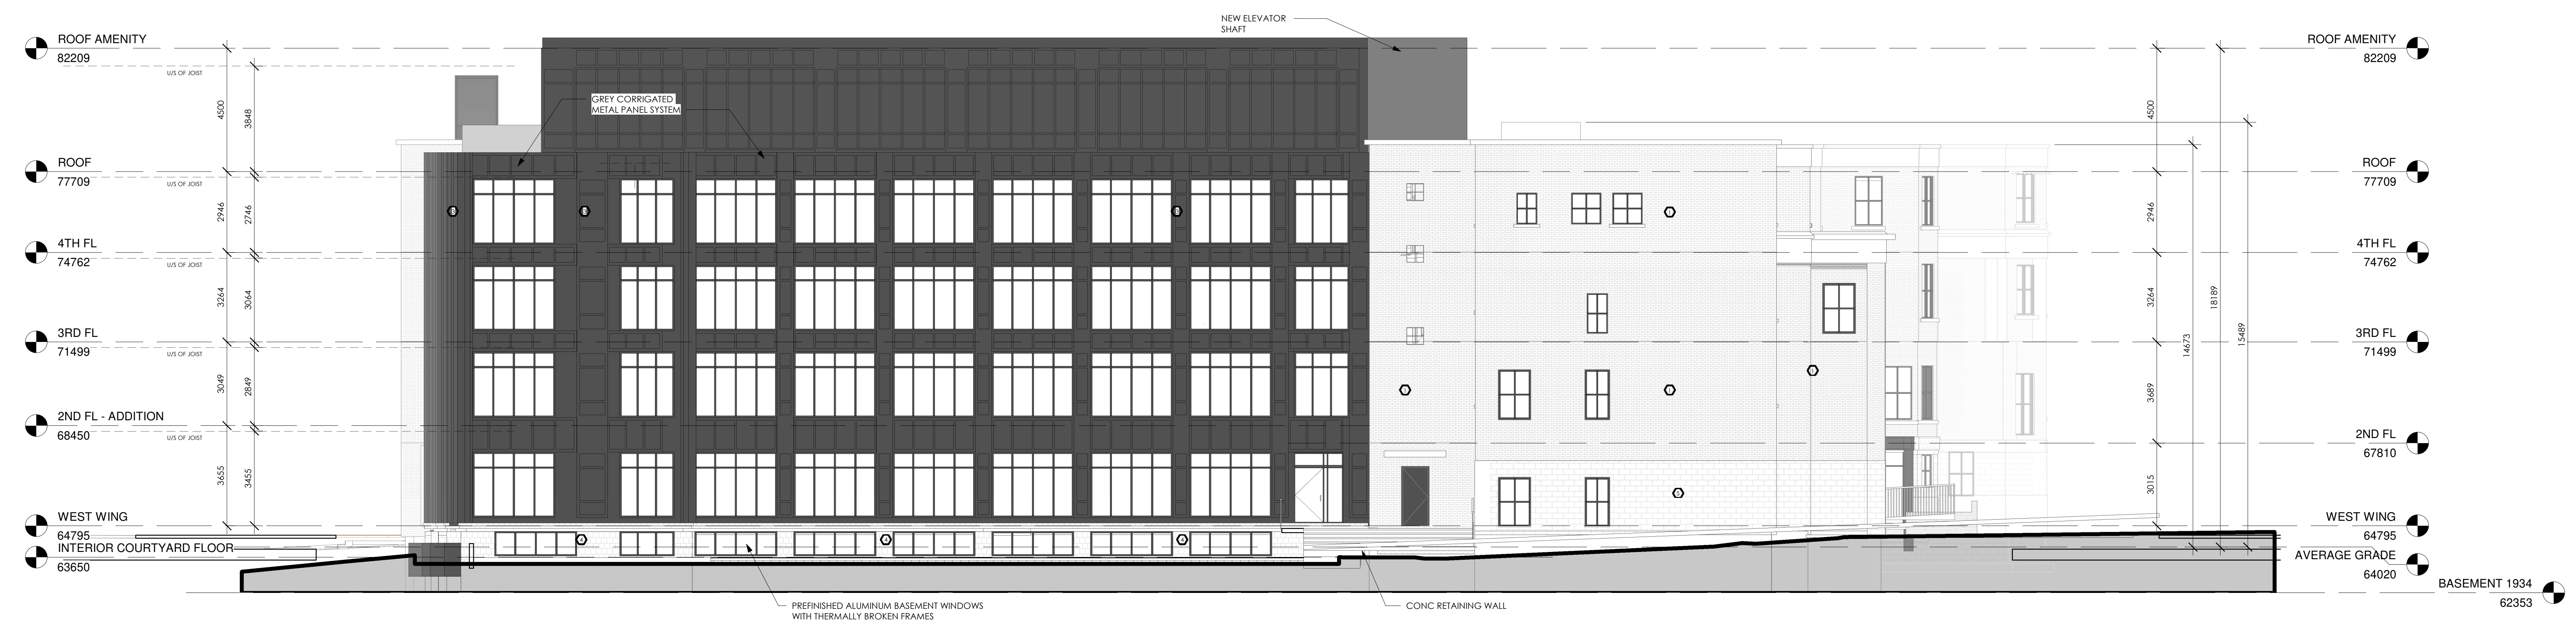 NEW ELEVATOR
SHAFT
ROOF AMENITY
82209
U/S OF JOIST
4500
3848
GREY CORRIGATED
METAL PANEL SYSTEM
ROOF
77709
U/S OF JOIST
2946
2746
4TH FL
74762
U/S OF JOIST
3264
3064
3RD FL
71499
U/S OF JOIST
3049
2849
2ND FL - ADDITION
68450
U/S OF JOIST
3655
3455
WEST WING
64795
INTERIOR COURTYARD FLOOR
63650
PREFINISHED ALUMINUM BASEMENT WINDOWS
WITH THERMALLY BROKEN FRAMES
CONC RETAINING WALL
4500
2946
3264
3689
3015
14673
18189
15489
ROOF AMENITY
82209
ROOF
77709
4TH FL
74762
3RD FL
71499
2ND FL
67810
WEST WING
64795
AVERAGE GRADE
64020
BASEMENT 1934
62353